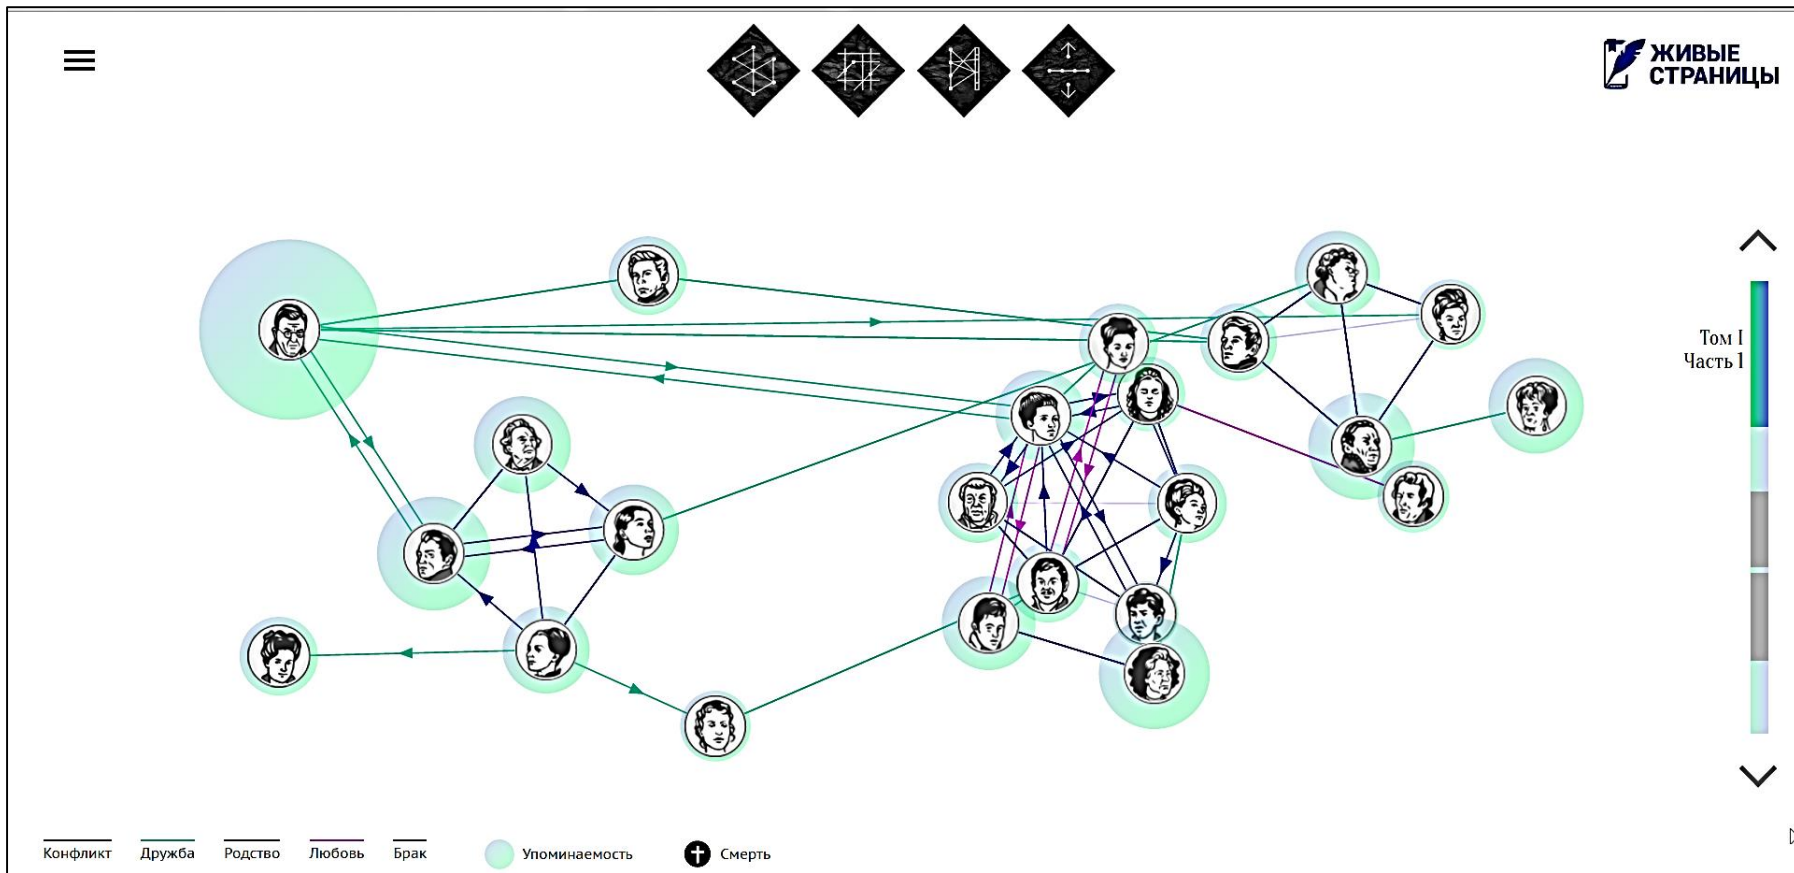 ЖИВЫЕ
СТРАНИЦЫ
Том I
Часть 1
Конфликт
Дружба
Родство
Любовь
Брак
Упоминаемость
Смерть